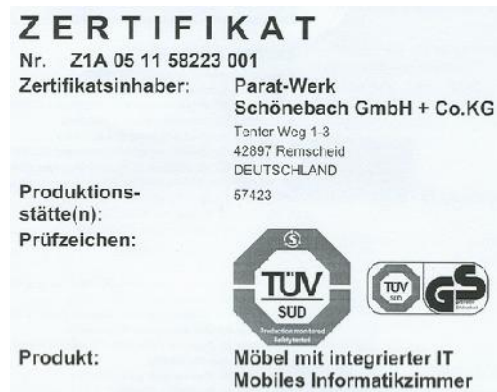 ZERTIFIKAT
Nr. Z1A 05 11 58223 001
Zertifikatsinhaber: Parat-Werk
Schönebach GmbH + Co.KG
Tenter Weg 1-3
42897 Remscheid
DEUTSCHLAND
Produktions-
stätte(n):
57423
Prüfzeichen:
S
TÜV
SÜD
Production monitored
Safety tested
TÜV
SÜD
GS
Produkt: Möbel mit integrierter IT
Mobiles Informatikzimmer